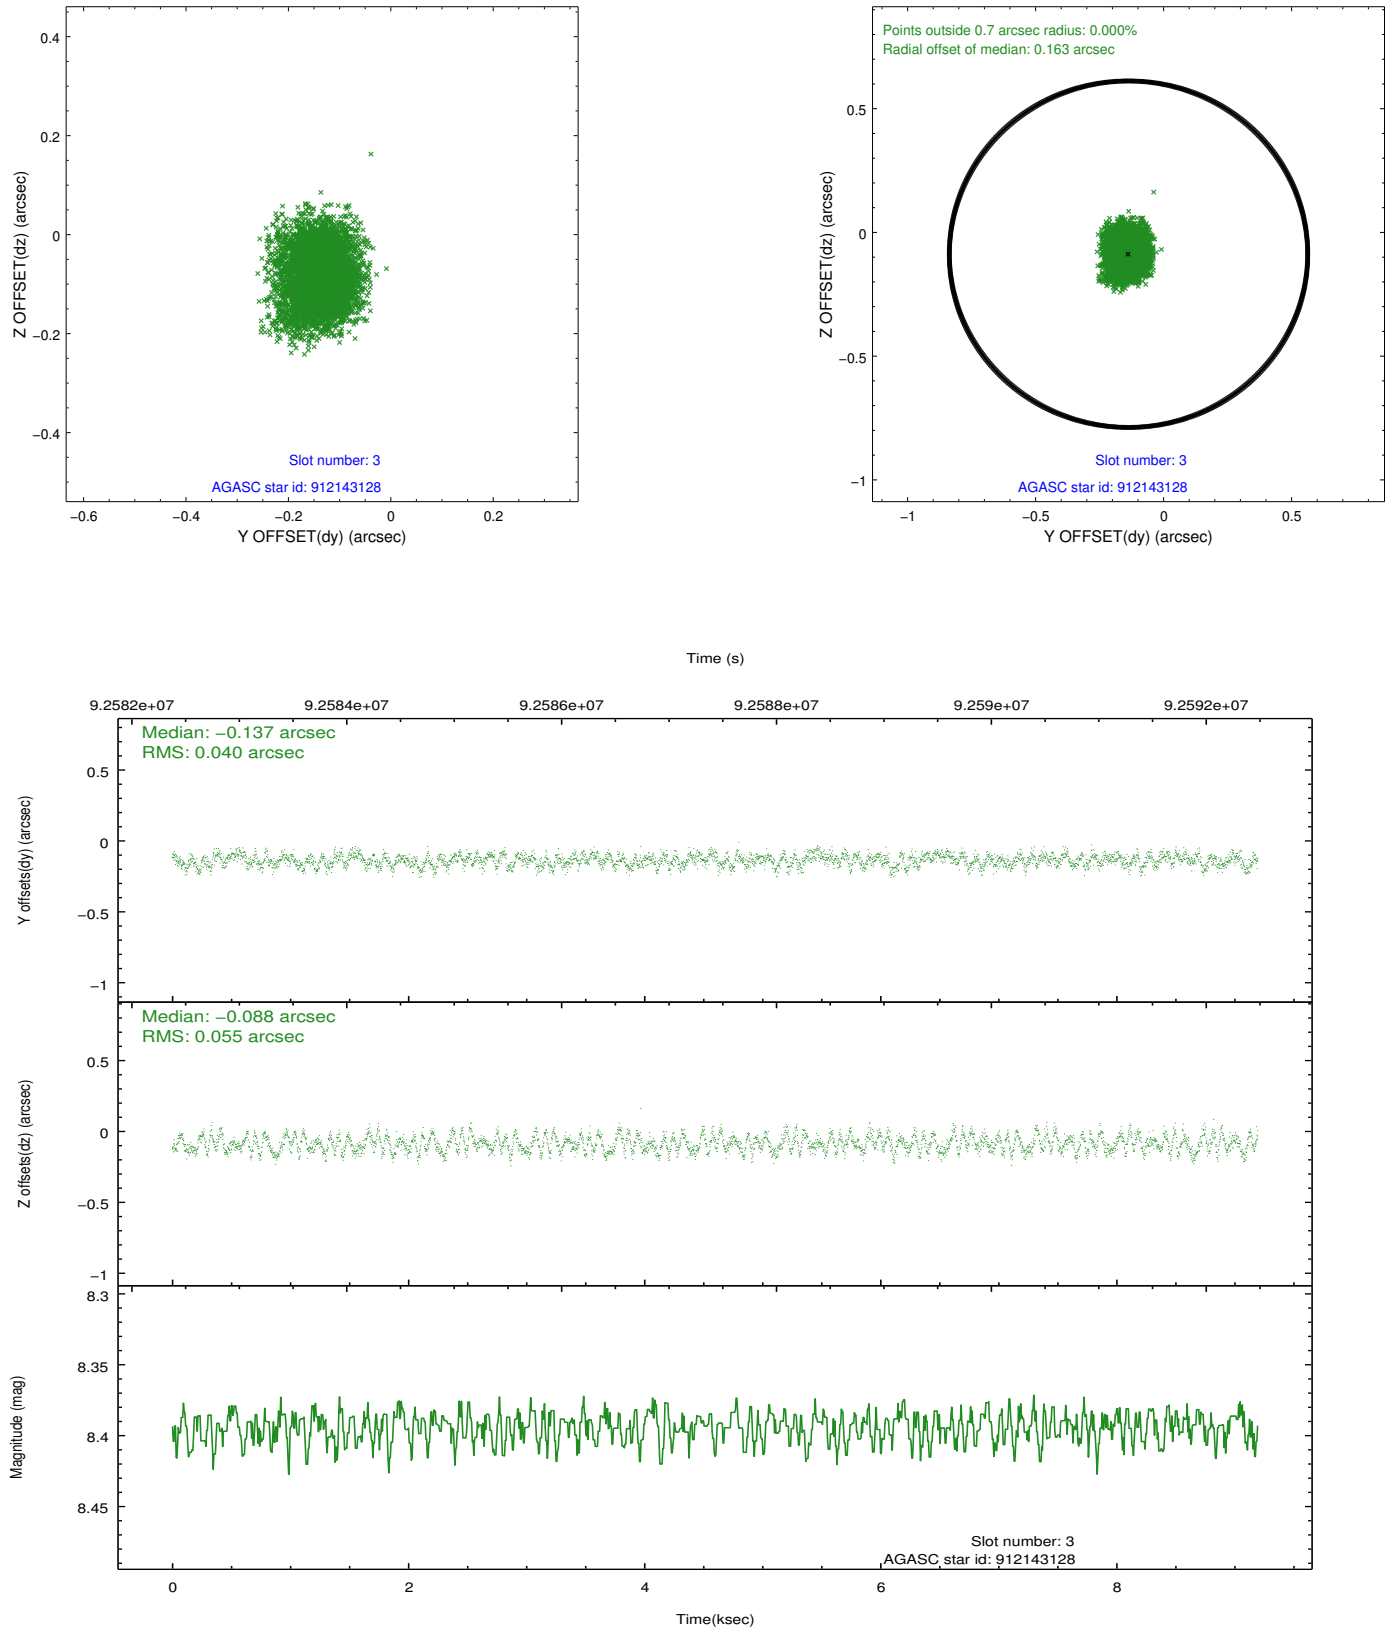 0.4
0.2
0
−0.2
−0.4
Z OFFSET(dz) (arcsec)
Slot number: 3
AGASC star id: 912143128
−0.6 −0.4 −0.2 0 0.2
Y OFFSET(dy) (arcsec)
Points outside 0.7 arcsec radius: 0.000%
Radial offset of median: 0.163 arcsec
0.5
0
−0.5
−1
Z OFFSET(dz) (arcsec)
Slot number: 3
AGASC star id: 912143128
−1 −0.5 0 0.5
Y OFFSET(dy) (arcsec)
Time (s)
9.2582e+07 9.2584e+07 9.2586e+07 9.2588e+07 9.259e+07 9.2592e+07
Median: −0.137 arcsec
RMS: 0.040 arcsec
0.5
0
−0.5
−1
Y offsets(dy) (arcsec)
Median: −0.088 arcsec
RMS: 0.055 arcsec
0.5
0
−0.5
−1
Z offsets(dz) (arcsec)
8.3
8.35
8.4
8.45
Magnitude (mag)
Slot number: 3
AGASC star id: 912143128
0 2 4 6 8
Time(ksec)